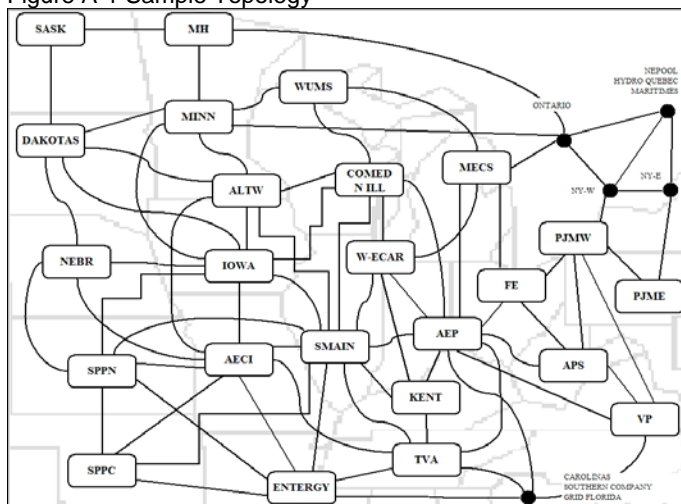 Figure A-1 Sample Topology
SASK
MH
WUMS
NEPOOL
HYDRO QUEBEC
MARITIMES
ONTARIO
MINN
DAKOTAS
MECS
COMED
N ILL
ALTW
NY-W
NY-E
PJMW
NEBR
IOWA
W-ECAR
FE
PJME
SMAIN
AEP
AECI
APS
SPPN
KENT
VP
TVA
SPPC
ENTERGY
CAROLINAS
SOUTHERN COMPANY
GRID FLORIDA